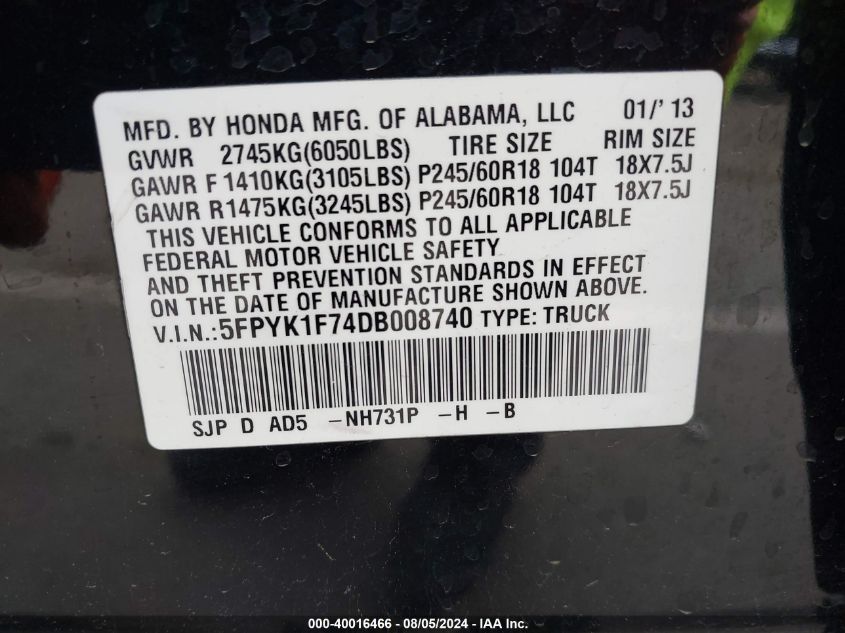 MFD. BY HONDA MFG. OF ALABAMA, LLC 01/' 13
GVWR 2745KG(6050LBS) TIRE SIZE RIM SIZE
GAWR F 1410KG(3105LBS) P245/60R18 104T 18X7.5J
GAWR R1475KG(3245LBS) P245/60R18 104T 18X7.5J
THIS VEHICLE CONFORMS TO ALL APPLICABLE
FEDERAL MOTOR VEHICLE SAFETY
AND THEFT PREVENTION STANDARDS IN EFFECT
ON THE DATE OF MANUFACTURE SHOWN ABOVE.
V.I.N.:5FPYK1F74DB008740 TYPE: TRUCK
SJP D AD5 -NH731P -H -B
000-40016466 - 08/05/2024 - IAA Inc.